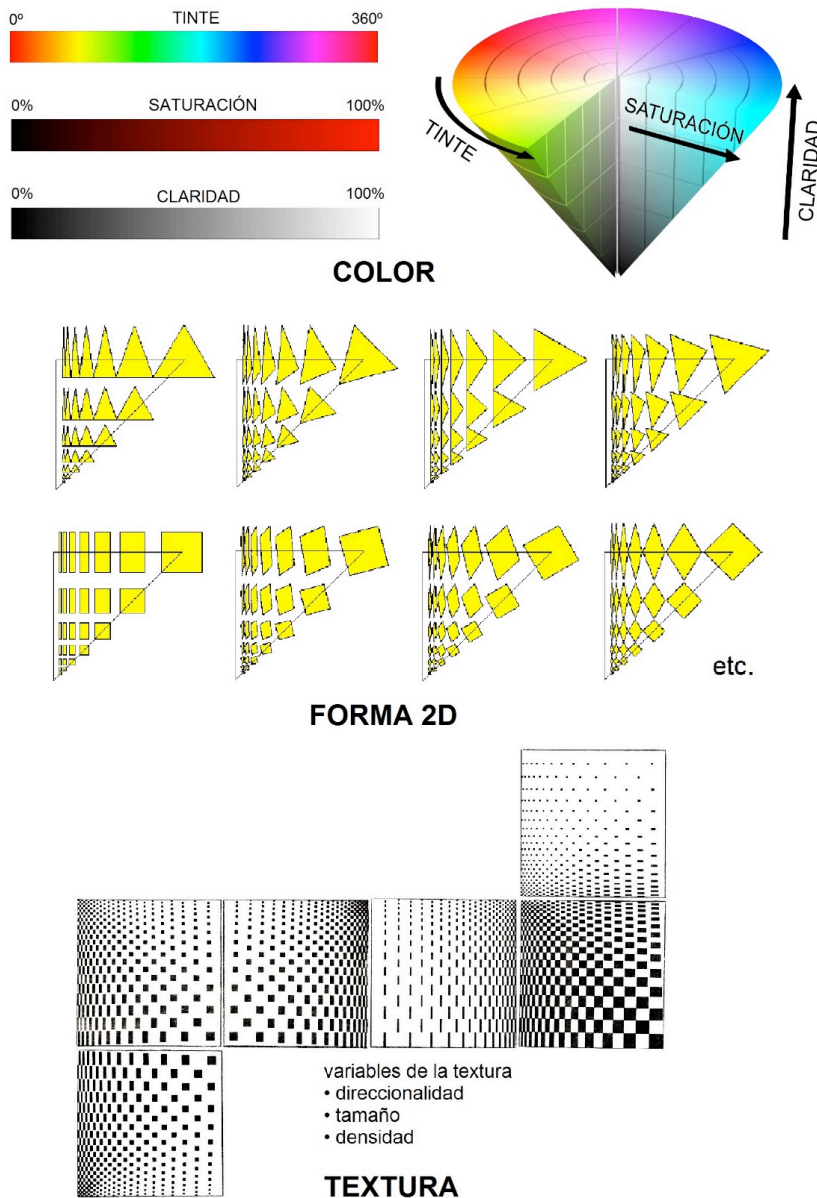 0º TINTE 360º
0% SATURACIÓN 100%
0% CLARIDAD 100%
TINTE
SATURACIÓN
CLARIDAD
COLOR
etc.
FORMA 2D
variables de la textura
• direccionalidad
• tamaño
• densidad
TEXTURA